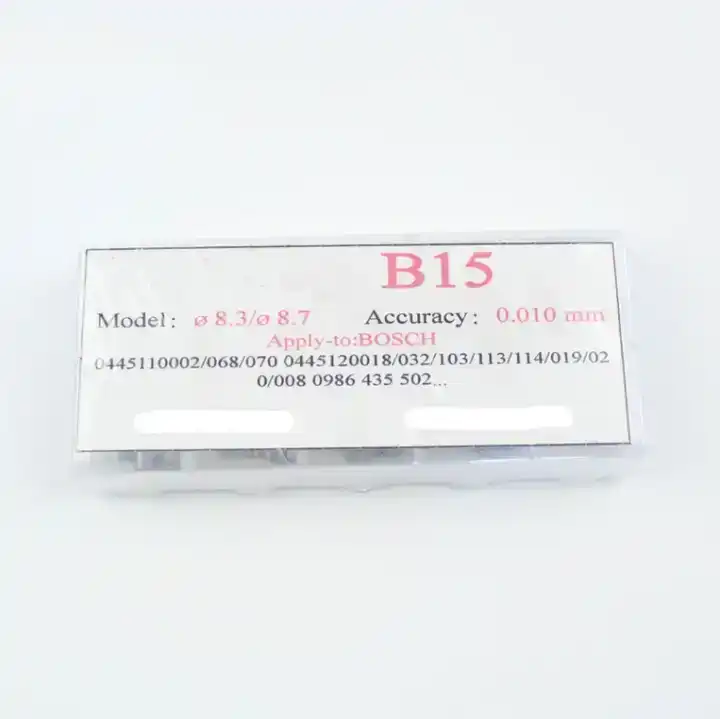 B15
Model: ø 8.3/ø 8.7 Accuracy: 0.010 mm
Apply-to:BOSCH
0445110002/068/070 0445120018/032/103/113/114/019/02
0/008 0986 435 502...